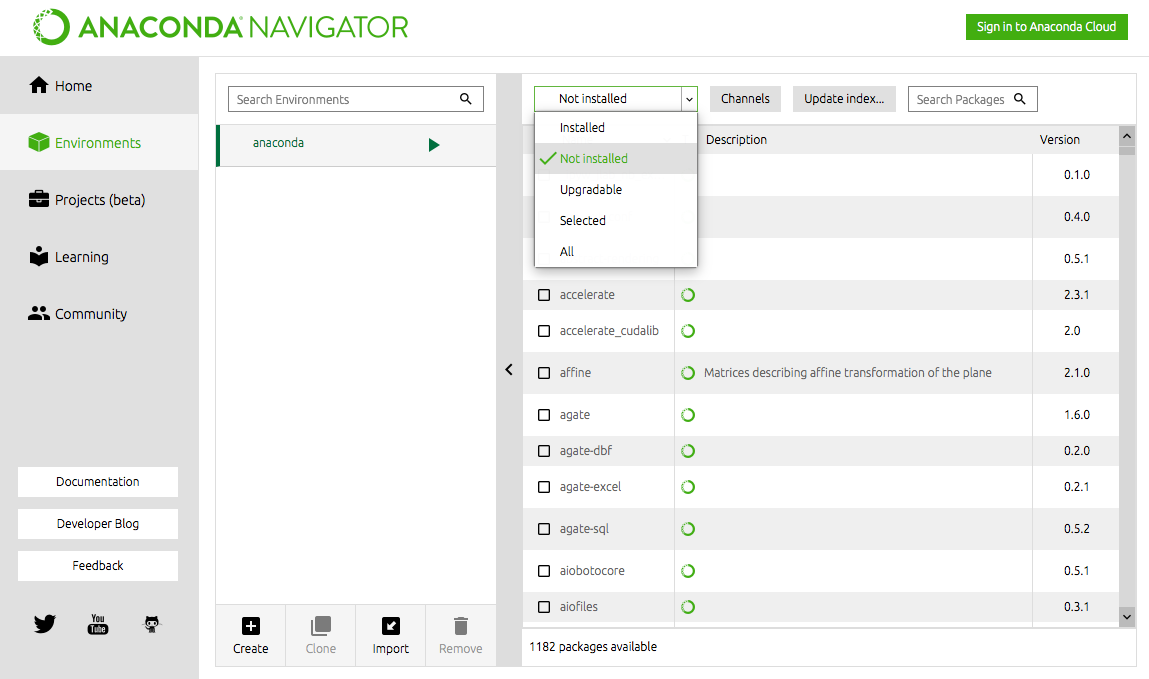 ANACONDA NAVIGATOR
Sign in to Anaconda Cloud
Home
Environments
Projects (beta)
Learning
Community
Documentation
Developer Blog
Feedback
You
Tube
Search Environments
anaconda
Create
Clone
Import
Remove
Not installed
Channels
Update index...
Search Packages
Installed
Not installed
Upgradable
Selected
All
Description Version
0.1.0
0.4.0
0.5.1
accelerate 2.3.1
accelerate_cudalib 2.0
affine Matrices describing affine transformation of the plane 2.1.0
agate 1.6.0
agate-dbf 0.2.0
agate-excel 0.2.1
agate-sql 0.5.2
aiobotocore 0.5.1
aiofiles 0.3.1
1182 packages available